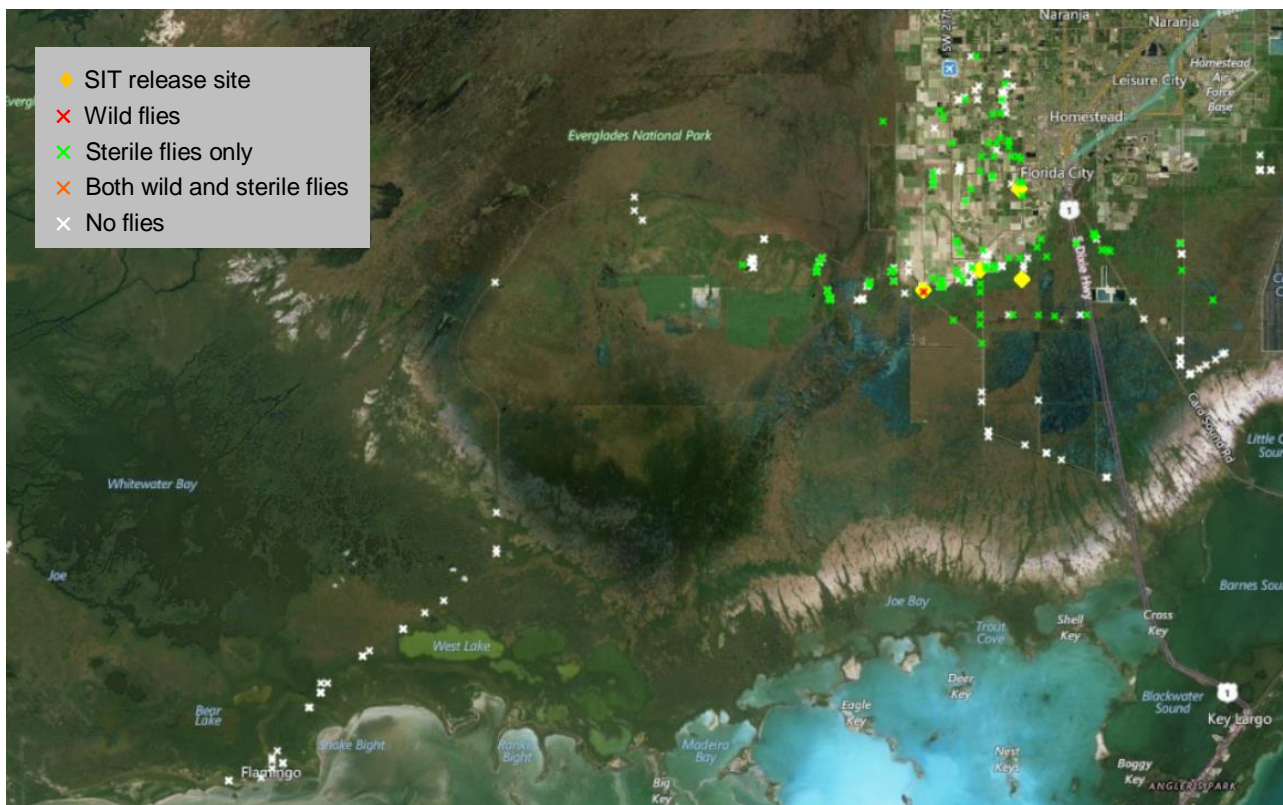 SIT release site
Wild flies
Sterile flies only
Both wild and sterile flies
No flies
Naranja
Naranja
SW 217th
Leisure City
Homestead
Air
Force
Base
Homestead
Everglades National Park
Florida City
1
S Dixie Hwy
Card Sound Rd
Whitewater Bay
Joe
Joe Bay
Trout
Cove
Shell
Key
Cross
Key
Barnes
West Lake
Deer
Key
Eagle
Key
Blackwater
Sound
1
Key Largo
Bear
Lake
Snake Bight
Rankin
Bight
Madeira
Bay
Nest
Keys
Boggy
Key
Flamingo
Big
Key
ANGLERS PARK